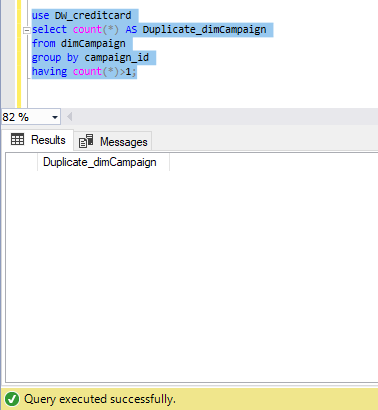 use DW_creditcard
select count(*) AS Duplicate_dimCampaign
from dimCampaign
group by campaign_id
having count(*)>1;
82 %
Results Messages
Duplicate_dimCampaign
Query executed successfully.